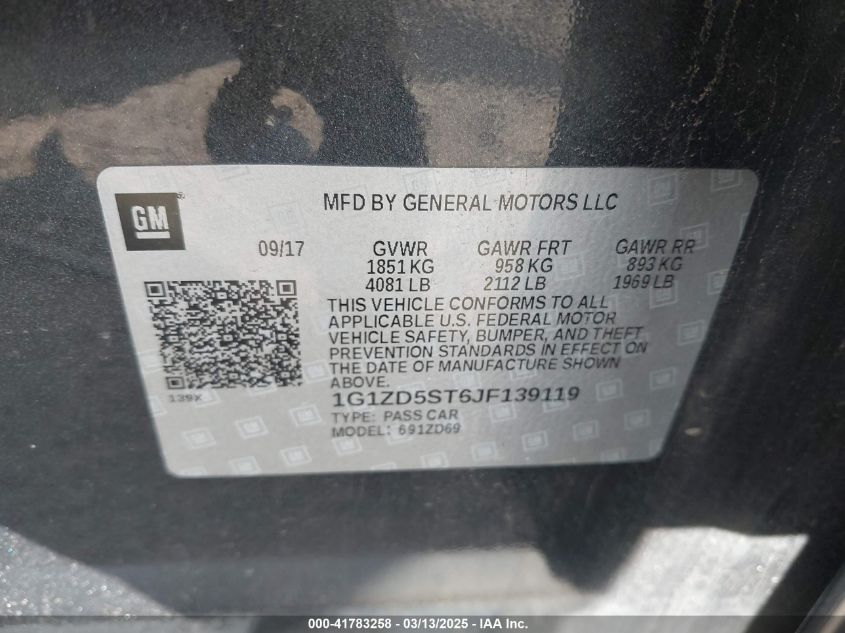 GM
MFD BY GENERAL MOTORS LLC
09/17 GVWR GAWR FRT GAWR RR
1851 KG 958 KG 893 KG
4081 LB 2112 LB 1969 LB
THIS VEHICLE CONFORMS TO ALL
APPLICABLE U.S. FEDERAL MOTOR
VEHICLE SAFETY, BUMPER, AND THEFT
PREVENTION STANDARDS IN EFFECT ON
THE DATE OF MANUFACTURE SHOWN
ABOVE.
139X
1G1ZD5ST6JF139119
TYPE: PASS CAR
MODEL: 691ZD69
000-41783258 - 03/13/2025 - IAA Inc.